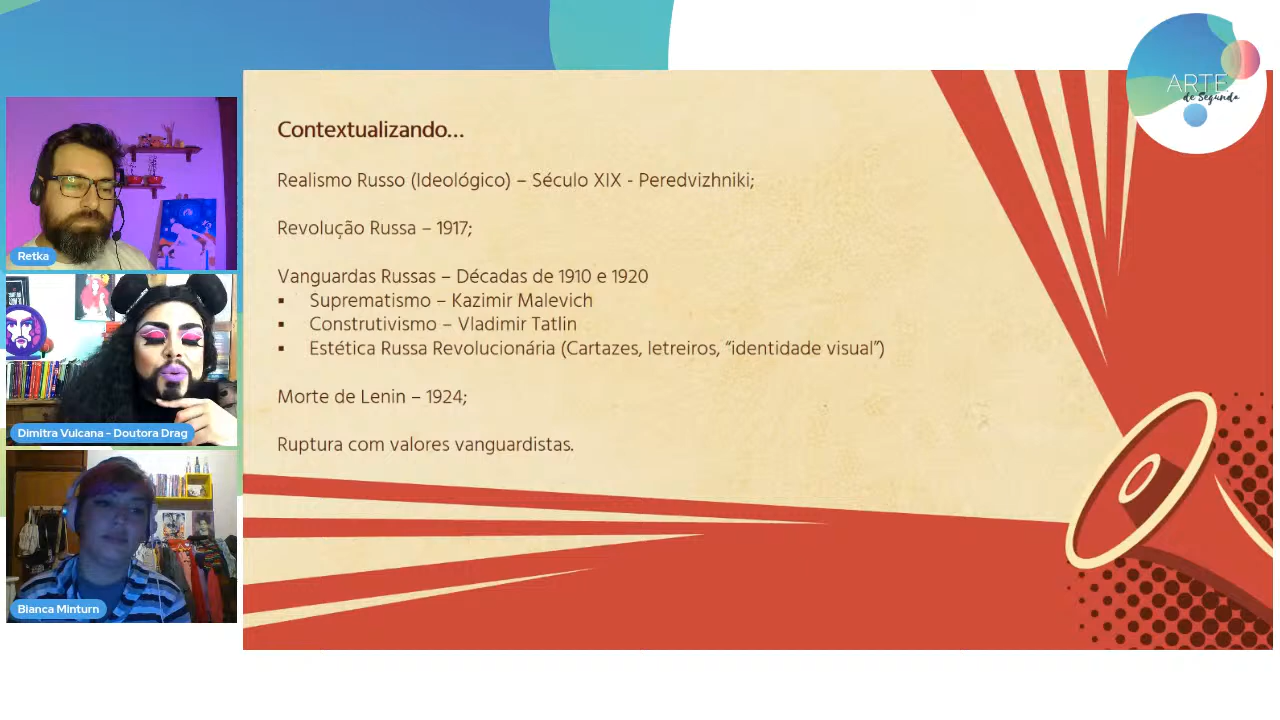 ARTE
de Segunda
Contextualizando...
Realismo Russo (Ideológico) – Século XIX - Peredvizhniki;
Revolução Russa – 1917;
Vanguardas Russas – Décadas de 1910 e 1920
▪ Suprematismo – Kazimir Malevich
▪ Construtivismo – Vladimir Tatlin
▪ Estética Russa Revolucionária (Cartazes, letreiros, “identidade visual”)
Morte de Lenin – 1924;
Ruptura com valores vanguardistas.
Retka
Dimitra Vulcana - Doutora Drag
Bianca Minturn